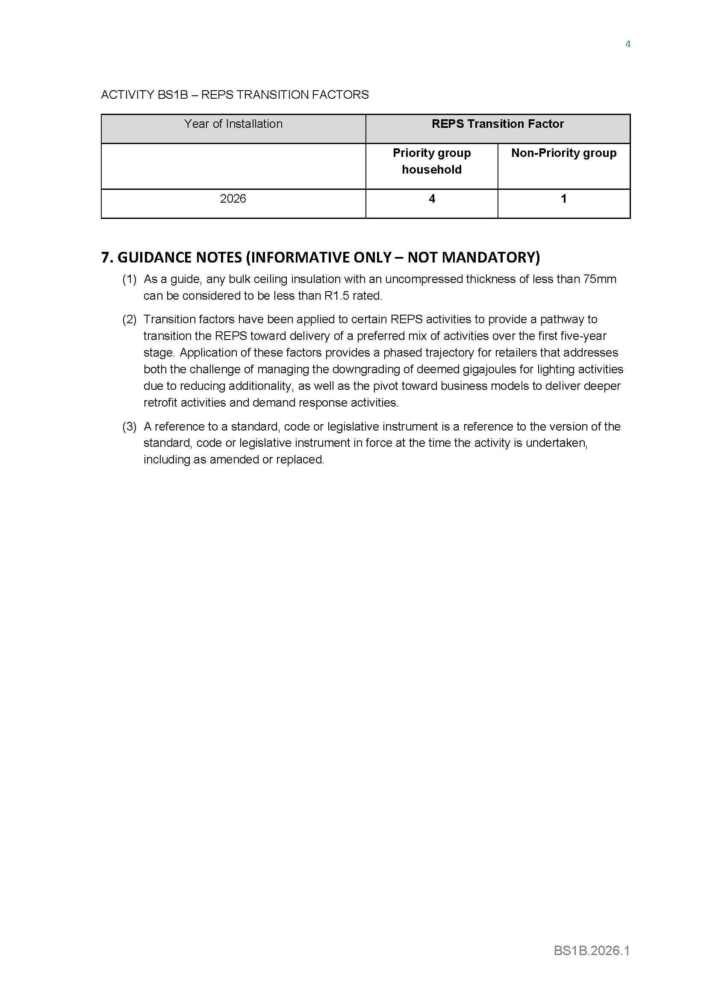 4
ACTIVITY BS1B – REPS TRANSITION FACTORS
Year of Installation
REPS Transition Factor
Priority group
household
Non-Priority group
2026
4
1
7. GUIDANCE NOTES (INFORMATIVE ONLY – NOT MANDATORY)
(1) As a guide, any bulk ceiling insulation with an uncompressed thickness of less than 75mm
can be considered to be less than R1.5 rated.
(2) Transition factors have been applied to certain REPS activities to provide a pathway to
transition the REPS toward delivery of a preferred mix of activities over the first five-year
stage. Application of these factors provides a phased trajectory for retailers that addresses
both the challenge of managing the downgrading of deemed gigajoules for lighting activities
due to reducing additionality, as well as the pivot toward business models to deliver deeper
retrofit activities and demand response activities.
(3) A reference to a standard, code or legislative instrument is a reference to the version of the
standard, code or legislative instrument in force at the time the activity is undertaken,
including as amended or replaced.
BS1B.2026.1